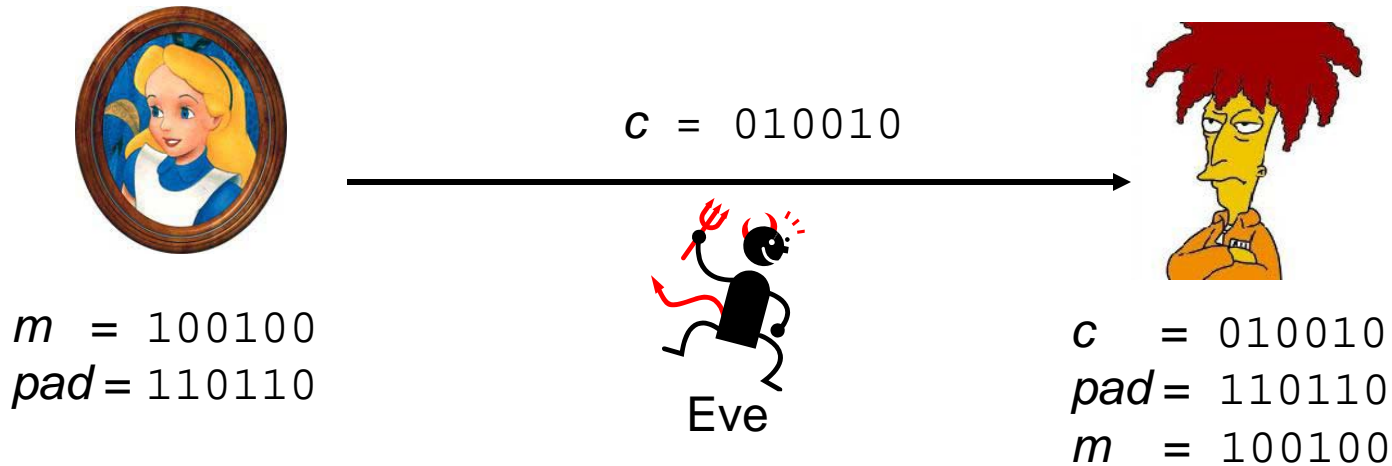 c = 010010
m = 100100
pad = 110110
Eve
c = 010010
pad = 110110
m = 100100